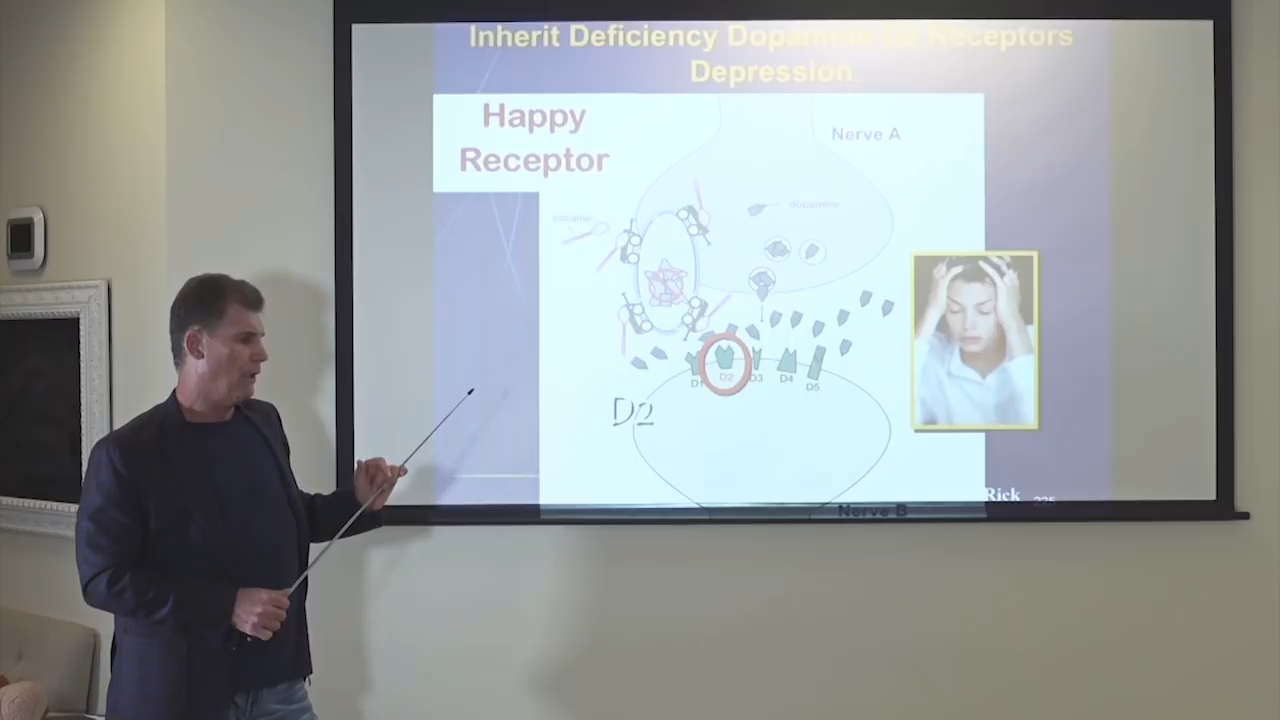 Inherit Deficiency Dopamine D2 Receptors
Depression
Happy
Receptor
Nerve A
cocaine
dopamine
D1
D2
D3
D4
D5
D2
Rick 225
Nerve B